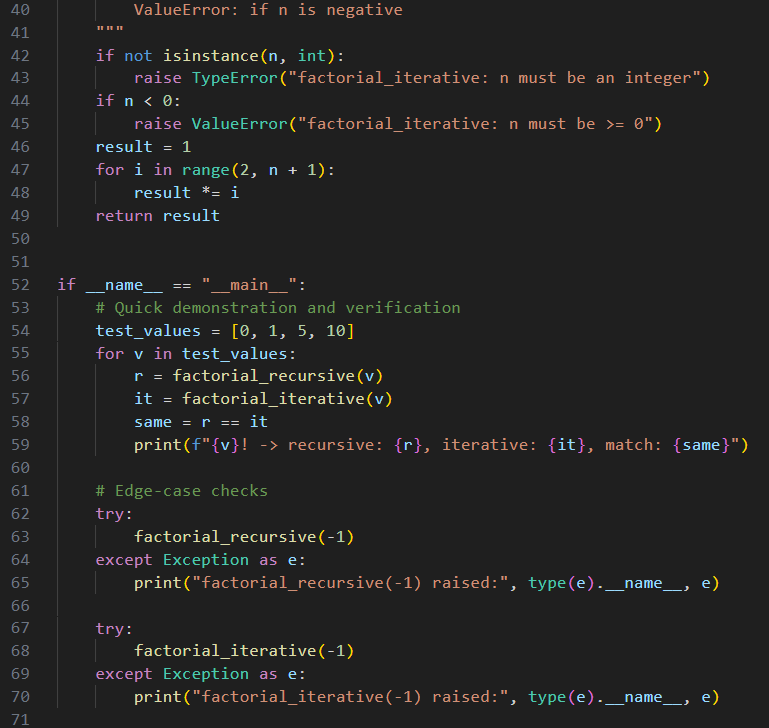 40 ValueError: if n is negative
41 """
42 if not isinstance(n, int):
43 raise TypeError("factorial_iterative: n must be an integer")
44 if n < 0:
45 raise ValueError("factorial_iterative: n must be >= 0")
46 result = 1
47 for i in range(2, n + 1):
48 result *= i
49 return result
50
51
52 if __name__ == "__main__":
53 # Quick demonstration and verification
54 test_values = [0, 1, 5, 10]
55 for v in test_values:
56 r = factorial_recursive(v)
57 it = factorial_iterative(v)
58 same = r == it
59 print(f"{v}! -> recursive: {r}, iterative: {it}, match: {same}")
60
61 # Edge-case checks
62 try:
63 factorial_recursive(-1)
64 except Exception as e:
65 print("factorial_recursive(-1) raised:", type(e).__name__, e)
66
67 try:
68 factorial_iterative(-1)
69 except Exception as e:
70 print("factorial_iterative(-1) raised:", type(e).__name__, e)
71